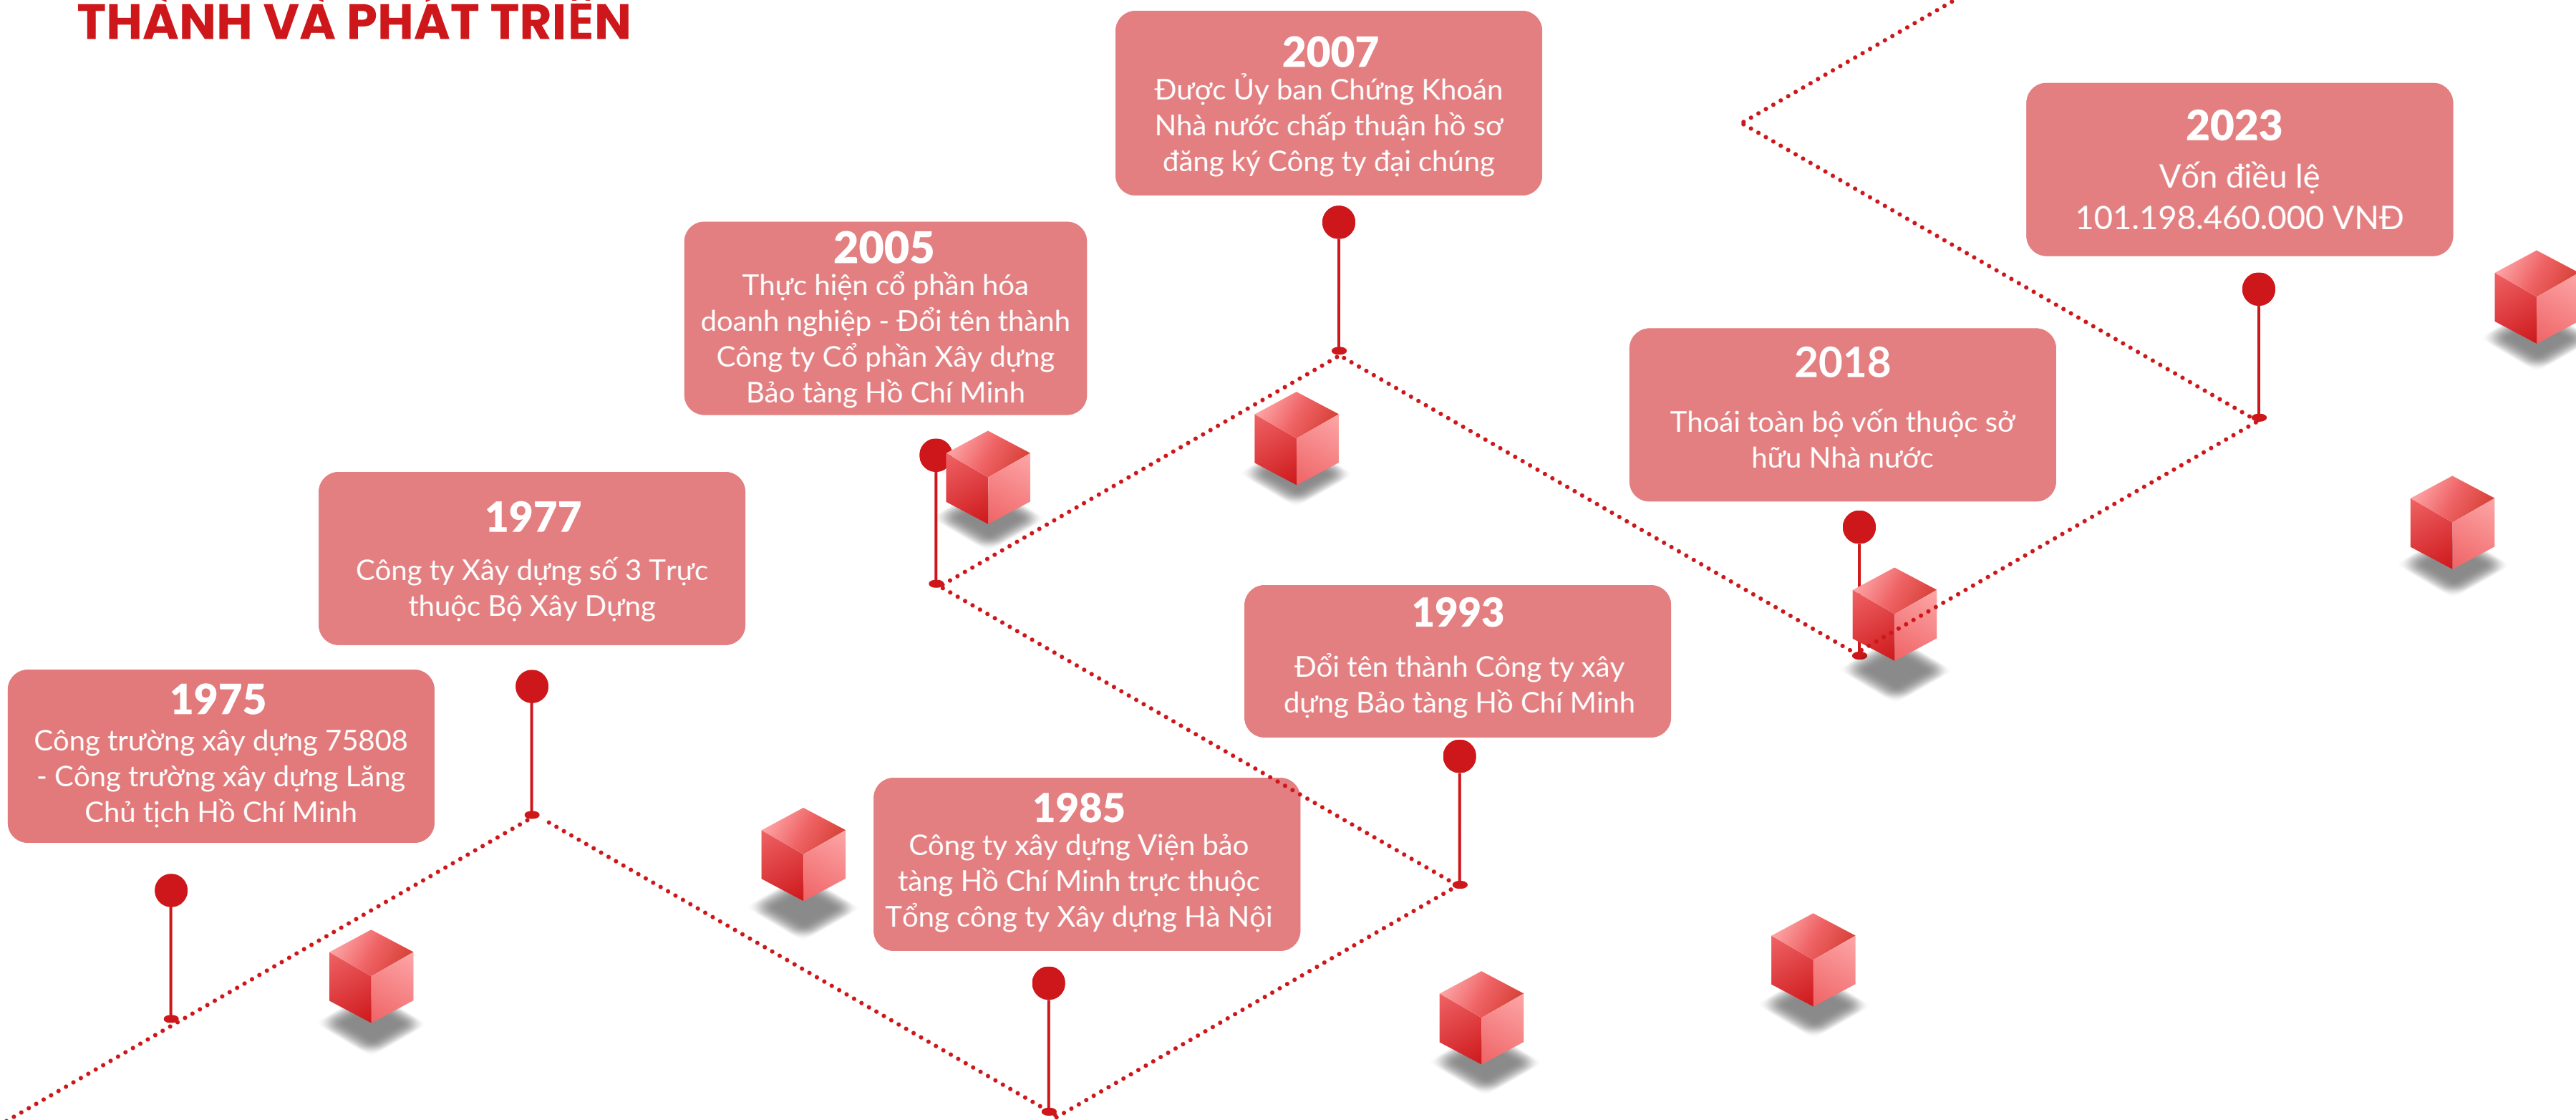 THÀNH VÀ PHÁT TRIỂN
1975
Công trường xây dựng 75808
- Công trường xây dựng Lăng
Chủ tịch Hồ Chí Minh
1977
Công ty Xây dựng số 3 Trực
thuộc Bộ Xây Dựng
1985
Công ty xây dựng Viện bảo
tàng Hồ Chí Minh trực thuộc
Tổng công ty Xây dựng Hà Nội
1993
Đổi tên thành Công ty xây
dựng Bảo tàng Hồ Chí Minh
2005
Thực hiện cổ phần hóa
doanh nghiệp - Đổi tên thành
Công ty Cổ phần Xây dựng
Bảo tàng Hồ Chí Minh
2007
Được Ủy ban Chứng Khoán
Nhà nước chấp thuận hồ sơ
đăng ký Công ty đại chúng
2018
Thoái toàn bộ vốn thuộc sở
hữu Nhà nước
2023
Vốn điều lệ
101.198.460.000 VNĐ